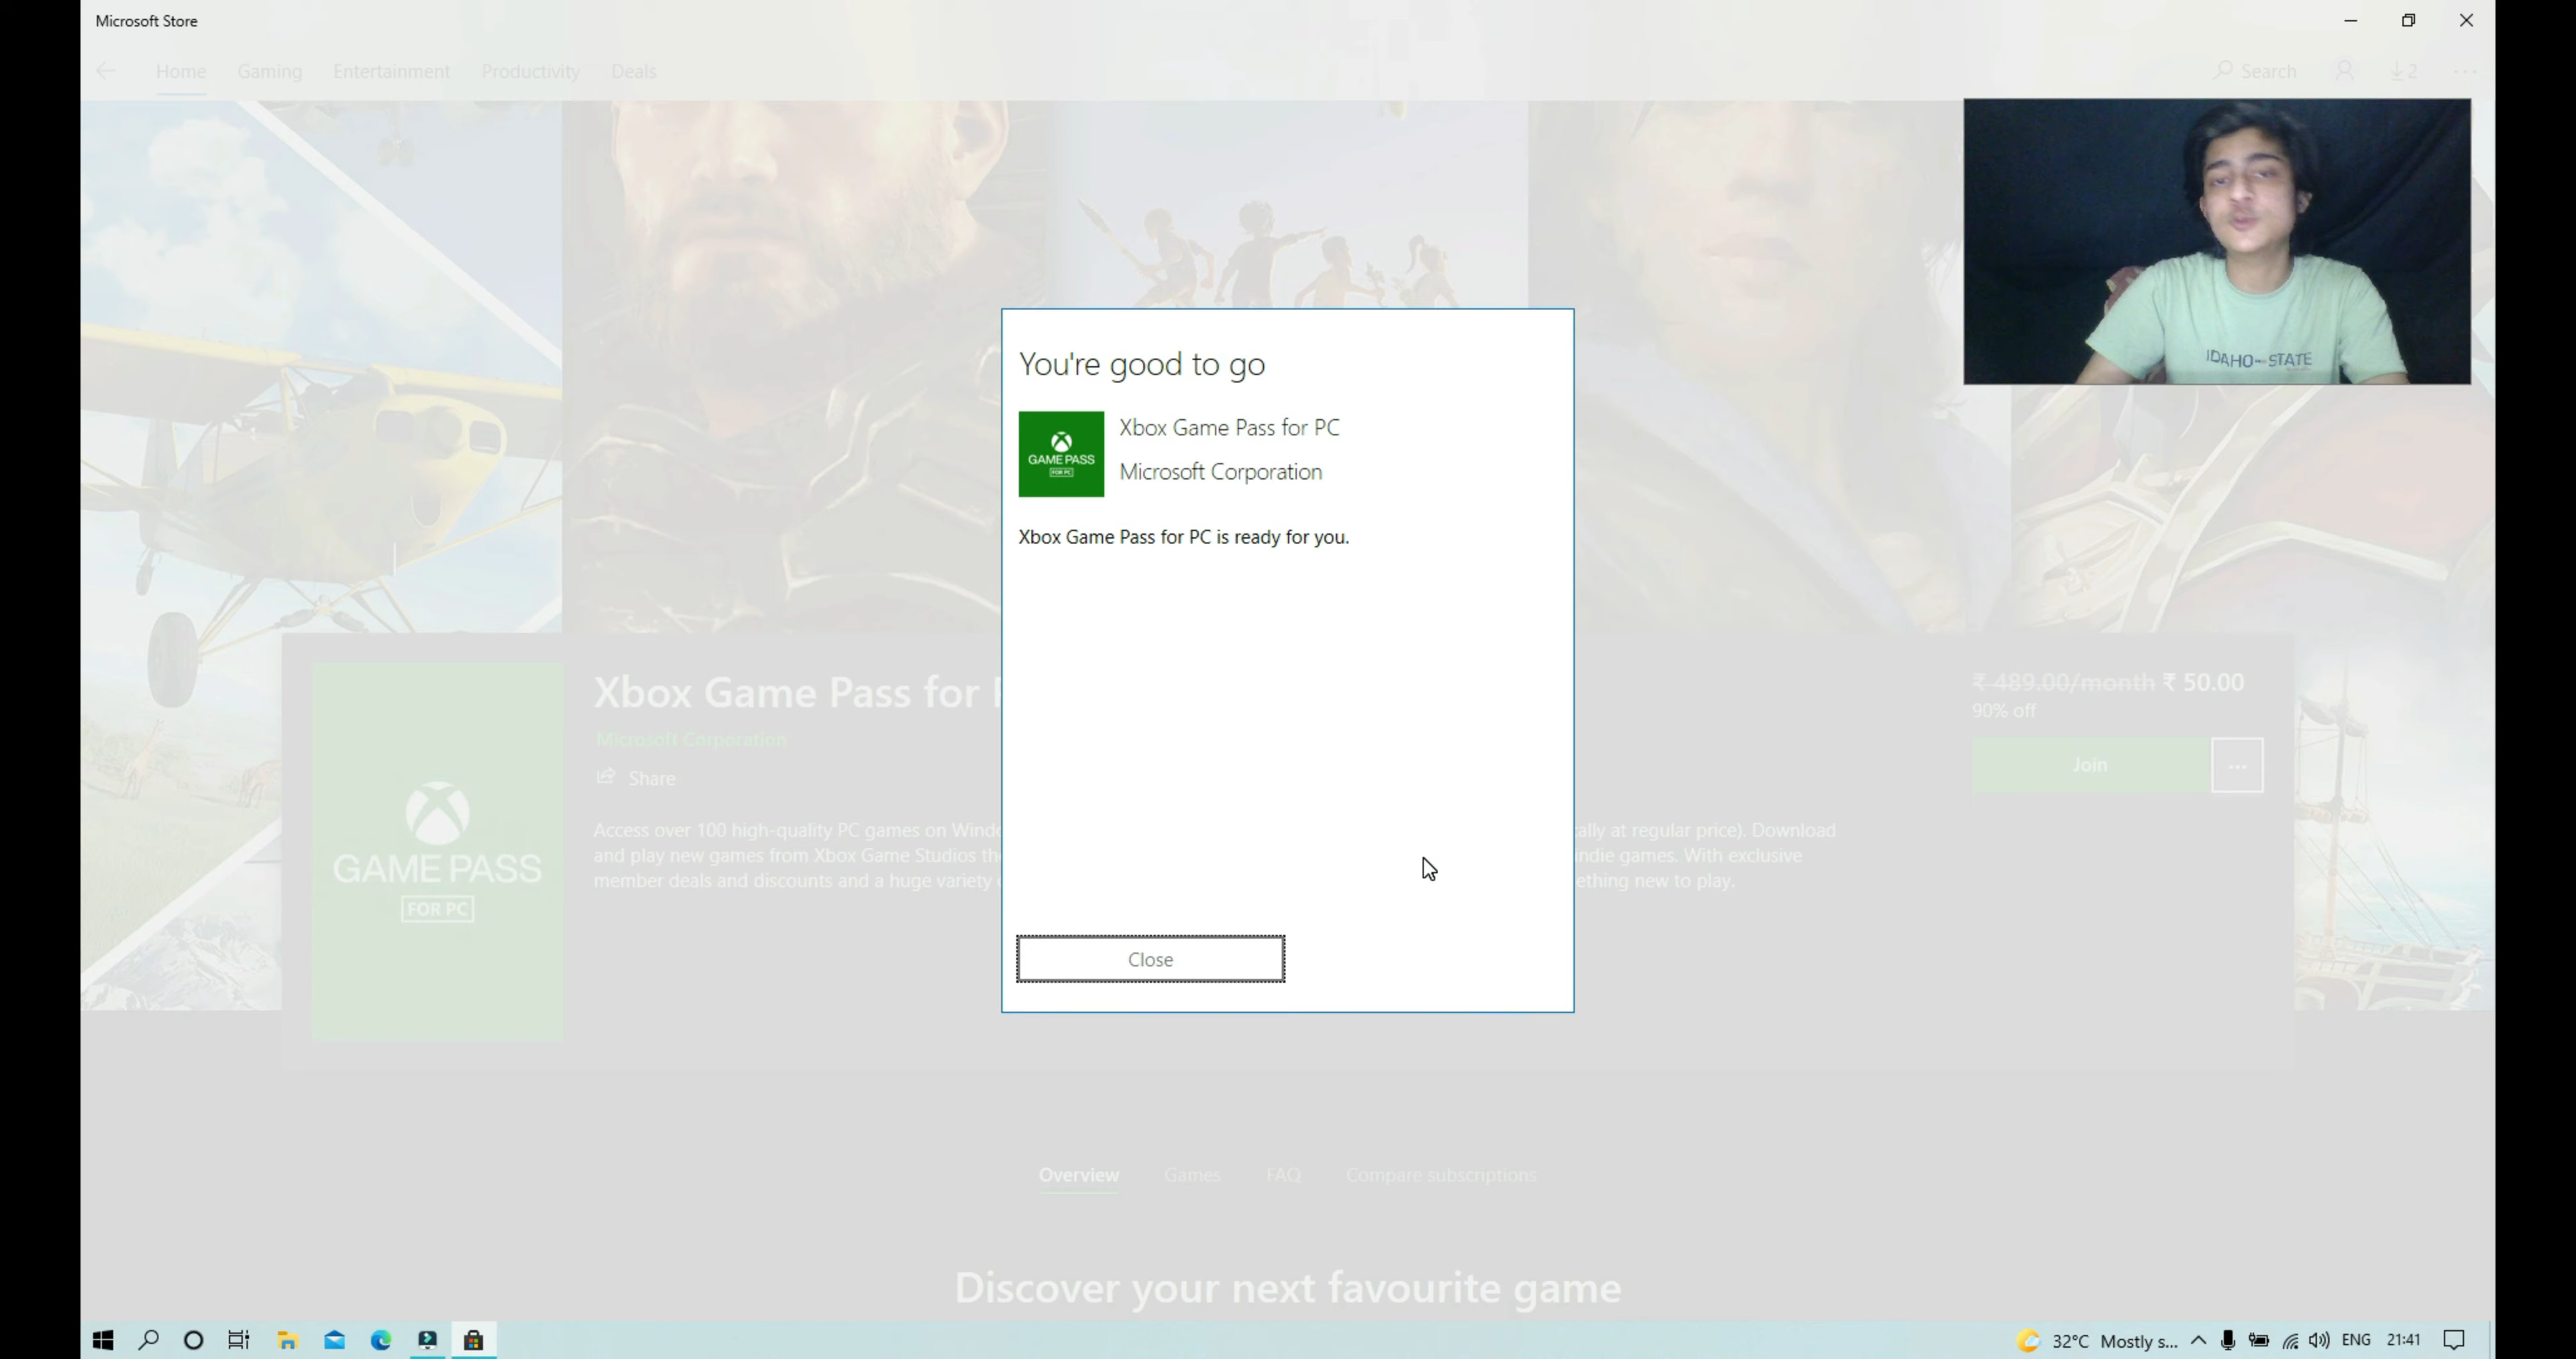 Microsoft Store
Home Gaming Entertainment Productivity Deals
Search
2
IDAHO STATE
You're good to go
GAME PASS
FOR PC
Xbox Game Pass for PC
Microsoft Corporation
Xbox Game Pass for PC is ready for you.
Close
Xbox Game Pass for
Microsoft Corporation
Share
Access over 100 high-quality PC games on
and play new games from Xbox Game Studios
member deals and discounts and a huge variety
at regular price). Download
indie games. With exclusive
new to play.
₹ 489.00/month ₹ 50.00
90% off
Join
GAME PASS
FOR PC
Overview Games FAQ Compare subscriptions
Discover your next favourite game
32°C Mostly s... ENG 21:41